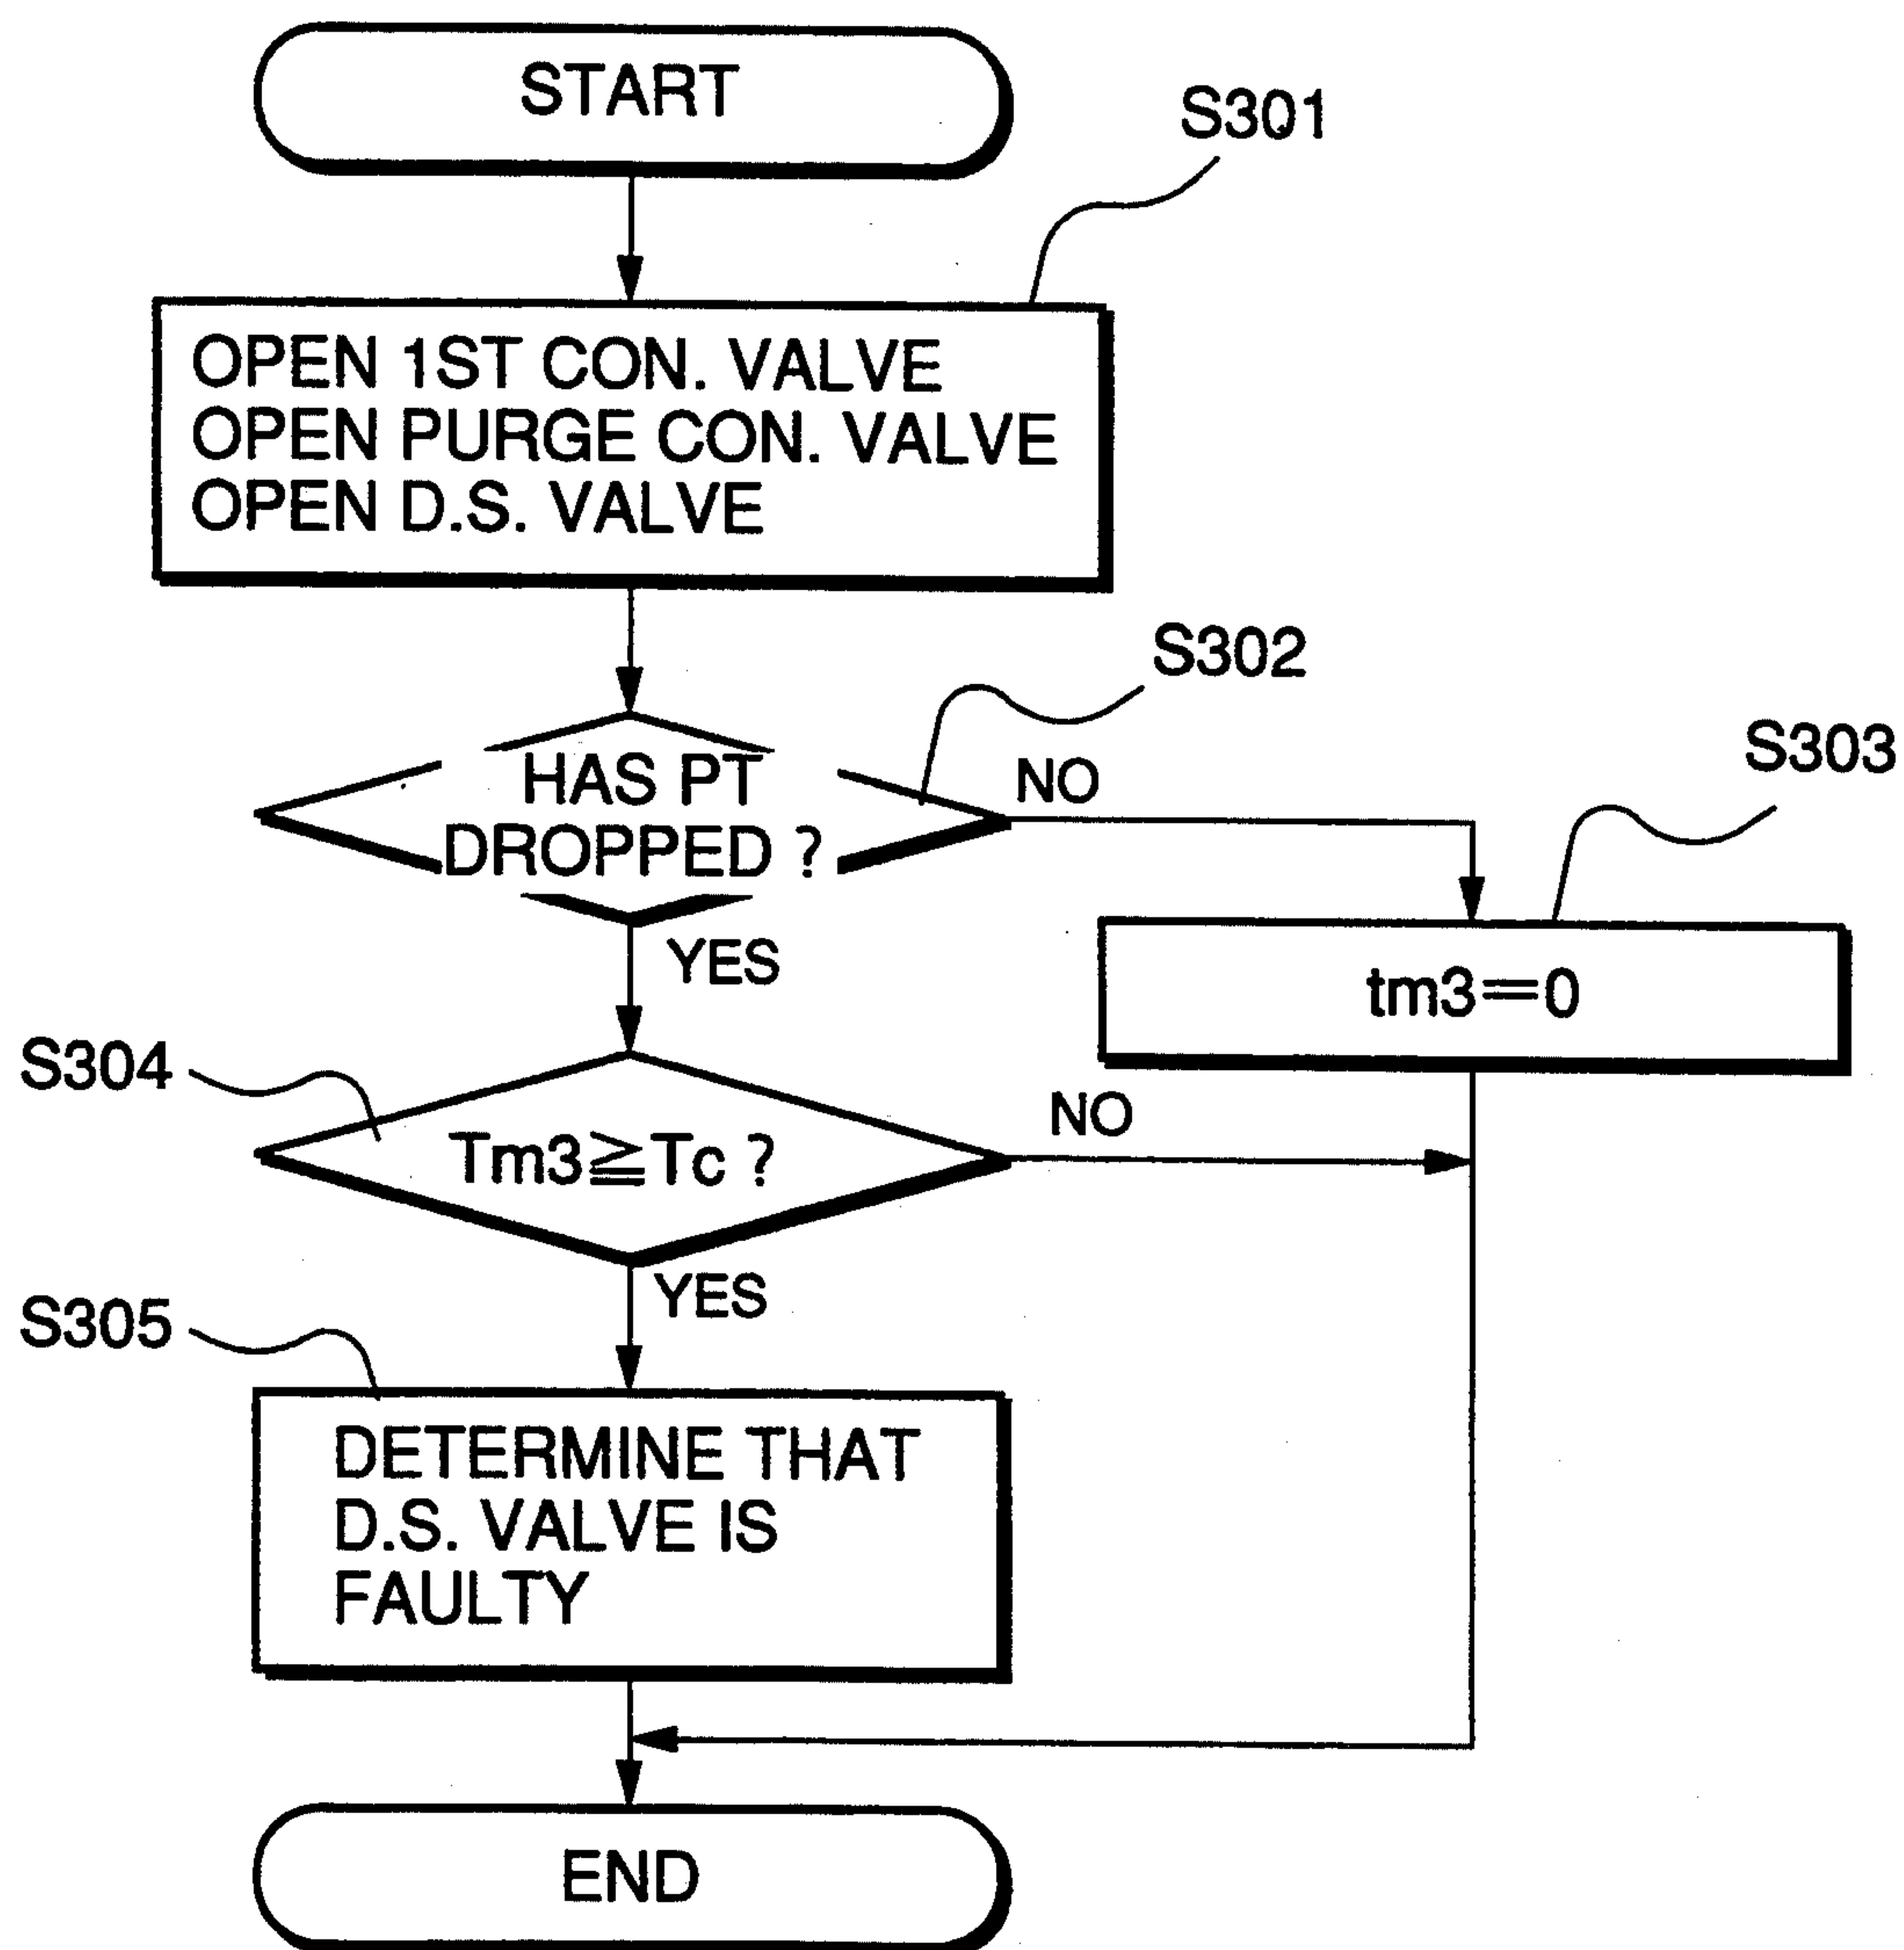 START
S301
OPEN 1ST CON. VALVE
OPEN PURGE CON. VALVE
OPEN D.S. VALVE
S302
HAS PT
DROPPED ?
NO
S303
YES
tm3=0
S304
Tm3≧Tc ?
NO
YES
S305
DETERMINE THAT
D.S. VALVE IS
FAULTY
END